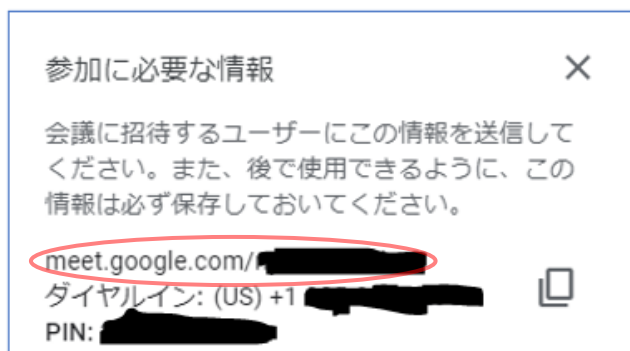 参加に必要な情報
会議に招待するユーザーにこの情報を送信して
ください。また、後で使用できるように、この
情報は必ず保存しておいてください。
meet.google.com/
ダイヤルイン: (US) +1
PIN: